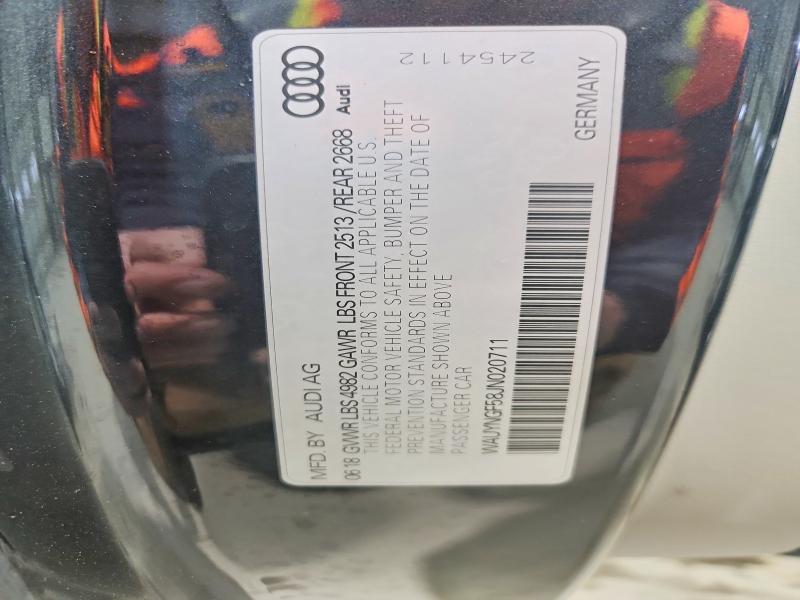 MFD. BY AUDI AG
0618 GVWR LBS 4982 GAWR LBS FRONT 2513 /REAR 2668
THIS VEHICLE CONFORMS TO ALL APPLICABLE U.S.
FEDERAL MOTOR VEHICLE SAFETY, BUMPER AND THEFT
PREVENTION STANDARDS IN EFFECT ON THE DATE OF
MANUFACTURE SHOWN ABOVE
PASSENGER CAR
WAUYNGF58JN020711
Audi
2454112
GERMANY